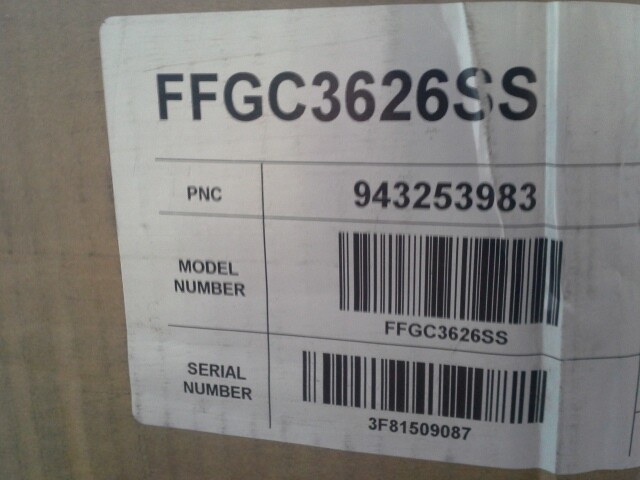 FFGC3626SS
PNC 943253983
MODEL NUMBER
FFGC3626SS
SERIAL NUMBER
3F81509087